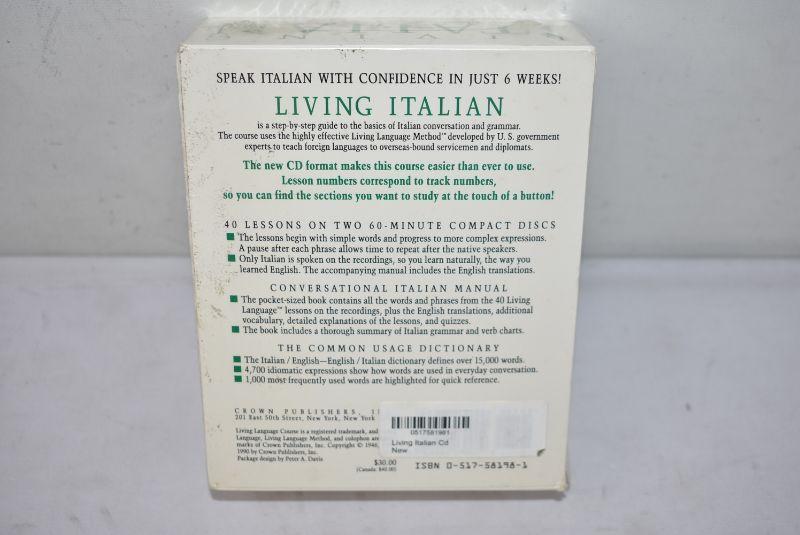 SPEAK ITALIAN WITH CONFIDENCE IN JUST 6 WEEKS!
LIVING ITALIAN
is a step-by-step guide to the basics of Italian conversation and grammar.
The course uses the highly effective Living Language Method™ developed by U. S. government
experts to teach foreign languages to overseas-bound servicemen and diplomats.
The new CD format makes this course easier than ever to use.
Lesson numbers correspond to track numbers,
so you can find the sections you want to study at the touch of a button!
40 LESSONS ON TWO 60-MINUTE COMPACT DISCS
■ The lessons begin with simple words and progress to more complex expressions.
A pause after each phrase allows time to repeat after the native speakers.
■ Only Italian is spoken on the recordings, so you learn naturally, the way you
learned English. The accompanying manual includes the English translations.
CONVERSATIONAL ITALIAN MANUAL
■ The pocket-sized book contains all the words and phrases from the 40 Living
Language™ lessons on the recordings, plus the English translations, additional
vocabulary, detailed explanations of the lessons, and quizzes.
■ The book includes a thorough summary of Italian grammar and verb charts.
THE COMMON USAGE DICTIONARY
■ The Italian / English—English / Italian dictionary defines over 15,000 words.
■ 4,700 idiomatic expressions show how words are used in everyday conversation.
■ 1,000 most frequently used words are highlighted for quick reference.
CROWN PUBLISHERS,
201 East 50th Street, New York, New York
Living Language Course is a registered trademark, and
Language, Living Language Method, and colophon are
marks of Crown Publishers, Inc. Copyright © 1946,
1990 by Crown Publishers, Inc.
Package design by Peter A. Davis
$30.00
(Canada: $40.00)
0517581981
Living Italian Cd
New
ISBN 0-517-58198-1